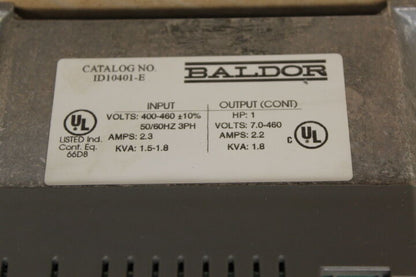 CATALOG NO.
ID10401-E
BALDOR
INPUT
VOLTS: 400-460 ±10%
50/60HZ 3PH
AMPS: 2.3
KVA: 1.5-1.8
OUTPUT (CONT)
HP: 1
VOLTS: 7.0-460
AMPS: 2.2
KVA: 1.8
UL
LISTED Ind.
Cont. Eq.
66D8
c UL